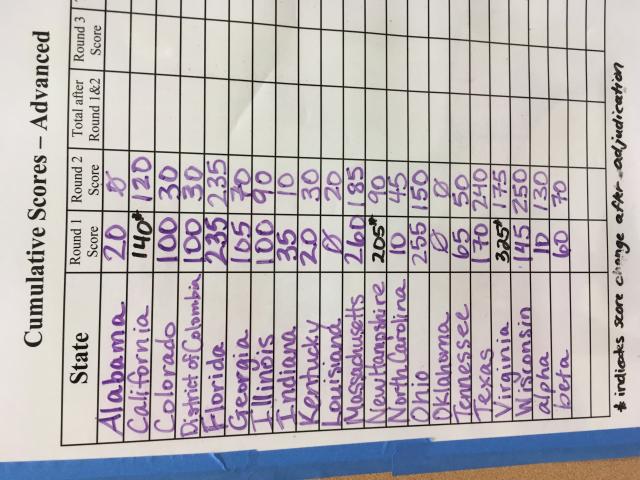 Cumulative Scores – Advanced
State Round 1 Score Round 2 Score Total after Round 1&2 Round 3 Score
Alabama 20 0
California 140* 120
Colorado 100 30
District of Colombia 100 30
Florida 235 235
Georgia 105 70
Illinois 100 90
Indiana 35 10
Kentucky 20 30
Louisiana 0 20
Massachusetts 260 185
New Hampshire 205* 90
North Carolina 10 45
Ohio 255 150
Oklahoma 0 0
Tennessee 65 50
Texas 170 240
Virginia 325* 175
Wisconsin 145 250
alpha 10 130
beta 60 70
* indicates score change after adjudication